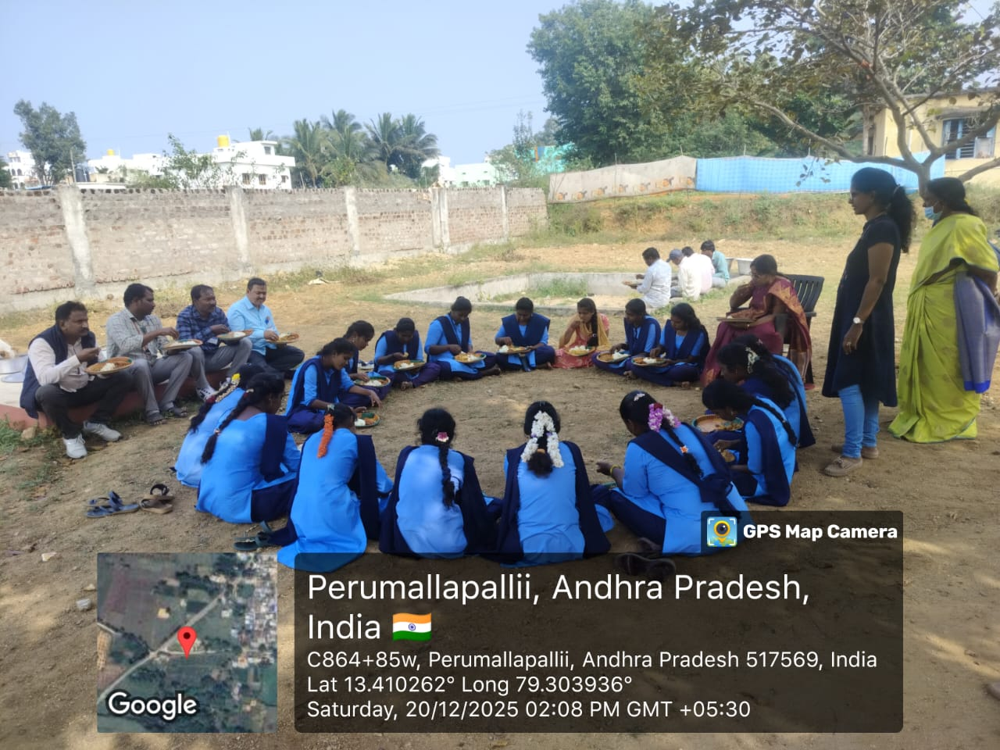 GPS Map Camera
Perumallapallii, Andhra Pradesh,
India 🇮🇳
C864+85w, Perumallapallii, Andhra Pradesh 517569, India
Lat 13.410262° Long 79.303936°
Saturday, 20/12/2025 02:08 PM GMT +05:30
Google